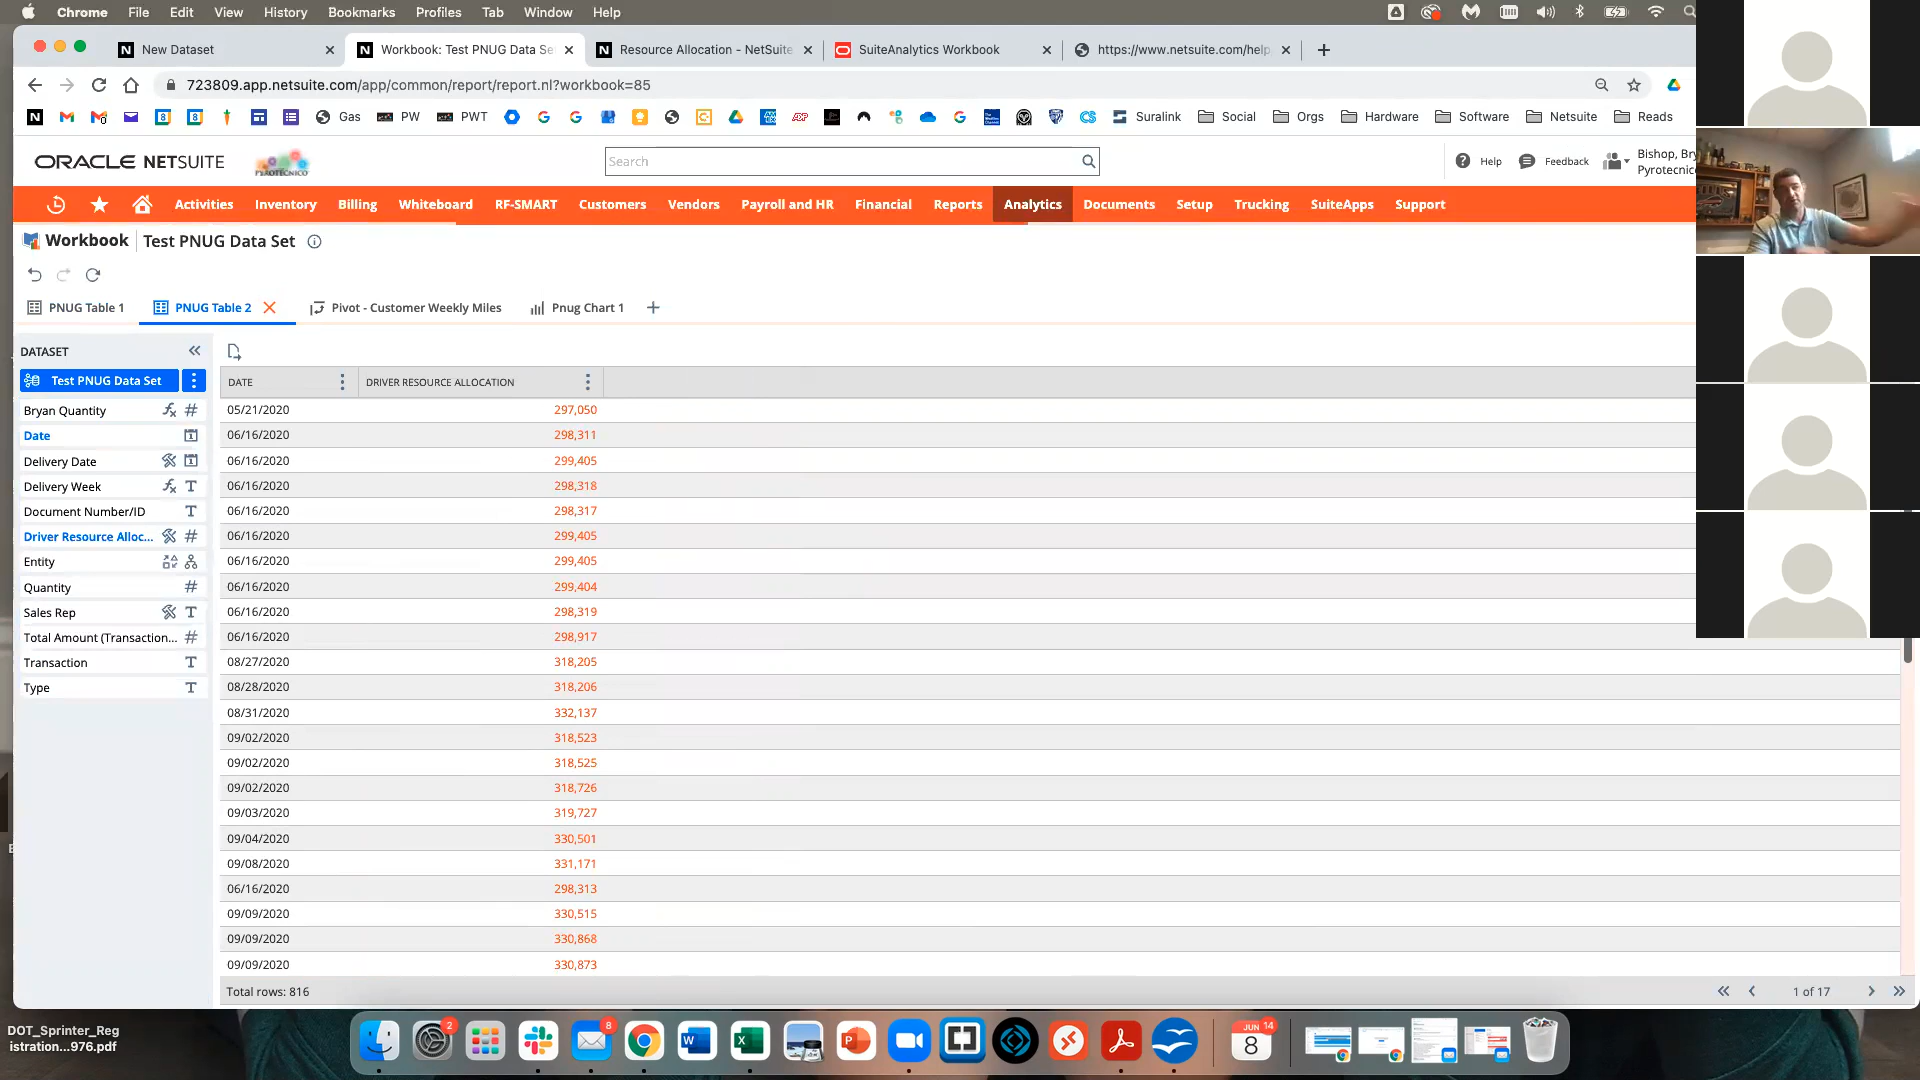 Chrome File Edit View History Bookmarks Profiles Tab Window Help
New Dataset
Workbook: Test PNUG Data Se
Resource Allocation - NetSuite
SuiteAnalytics Workbook
https://www.netsuite.com/help
723809.app.netsuite.com/app/common/report/report.nl?workbook=85
Gas PW PWT Suralink Social Orgs Hardware Software Netsuite Reads
ORACLE NETSUITE
PYROTECNICO
Search
Help
Feedback
Bishop, Bry
Pyrotecnico
Activities Inventory Billing Whiteboard RF-SMART Customers Vendors Payroll and HR Financial Reports Analytics Documents Setup Trucking SuiteApps Support
Workbook Test PNUG Data Set
PNUG Table 1
PNUG Table 2
Pivot - Customer Weekly Miles
Pnug Chart 1
DATASET
Test PNUG Data Set
Bryan Quantity
Date
Delivery Date
Delivery Week
Document Number/ID
Driver Resource Alloc...
Entity
Quantity
Sales Rep
Total Amount (Transaction...
Transaction
Type
DATE DRIVER RESOURCE ALLOCATION
05/21/2020 297,050
06/16/2020 298,311
06/16/2020 299,405
06/16/2020 298,318
06/16/2020 298,317
06/16/2020 299,405
06/16/2020 299,405
06/16/2020 299,404
06/16/2020 298,319
06/16/2020 298,917
08/27/2020 318,205
08/28/2020 318,206
08/31/2020 332,137
09/02/2020 318,523
09/02/2020 318,525
09/02/2020 318,726
09/03/2020 319,727
09/04/2020 330,501
09/08/2020 331,171
06/16/2020 298,313
09/09/2020 330,515
09/09/2020 330,868
09/09/2020 330,873
Total rows: 816
1 of 17
DOT_Sprinter_Reg
istration...976.pdf
2
8
JUN 14
8